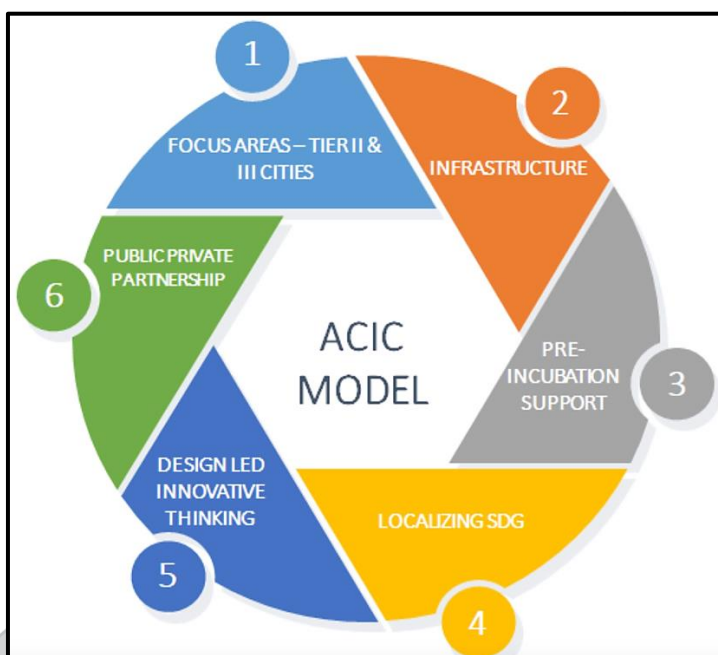 1
FOCUS AREAS – TIER II &
III CITIES
2
INFRASTRUCTURE
3
PRE-
INCUBATION
SUPPORT
4
LOCALIZING SDG
5
DESIGN LED
INNOVATIVE
THINKING
6
PUBLIC PRIVATE
PARTNERSHIP
ACIC
MODEL